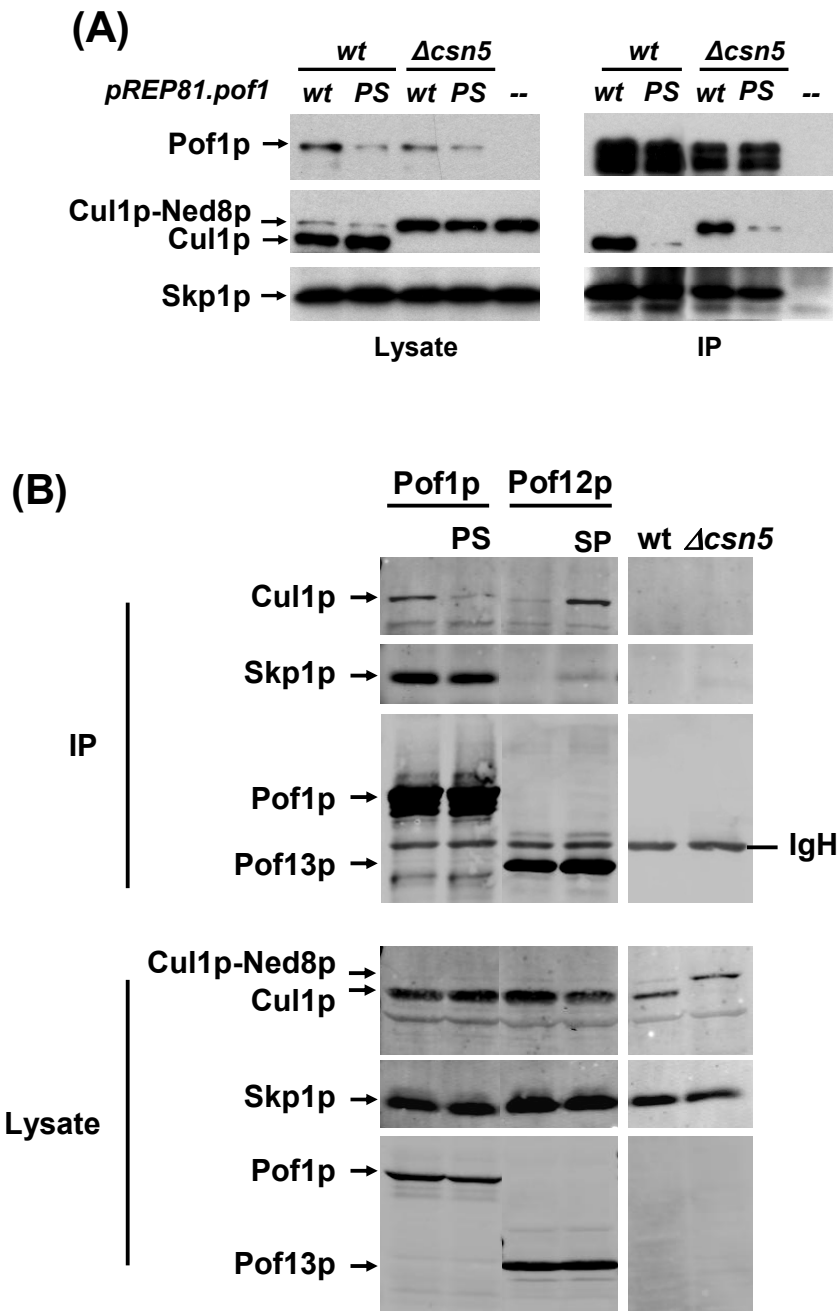 (A)
wt Δcsn5 wt Δcsn5
pREP81.pof1 wt PS wt PS -- wt PS wt PS --
Pof1p
Cul1p-Ned8p
Cul1p
Skp1p
Lysate IP
(B)
Pof1p Pof12p
PS SP wt Δcsn5
Cul1p
Skp1p
IP
Pof1p
IgH
Pof13p
Cul1p-Ned8p
Cul1p
Skp1p
Lysate
Pof1p
Pof13p